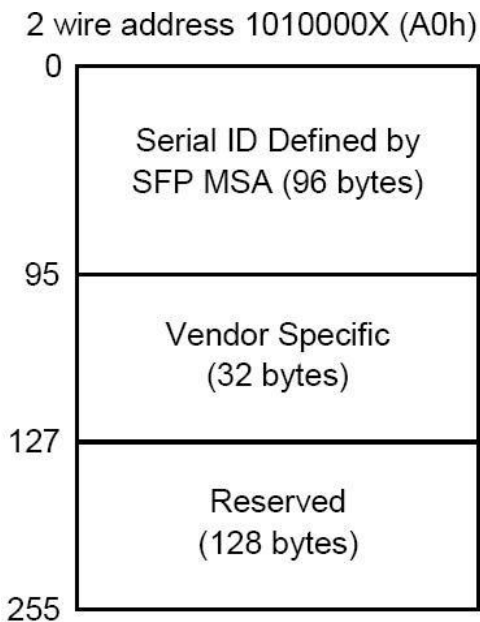 2 wire address 1010000X (A0h)
0
Serial ID Defined by
SFP MSA (96 bytes)
95
Vendor Specific
(32 bytes)
127
Reserved
(128 bytes)
255